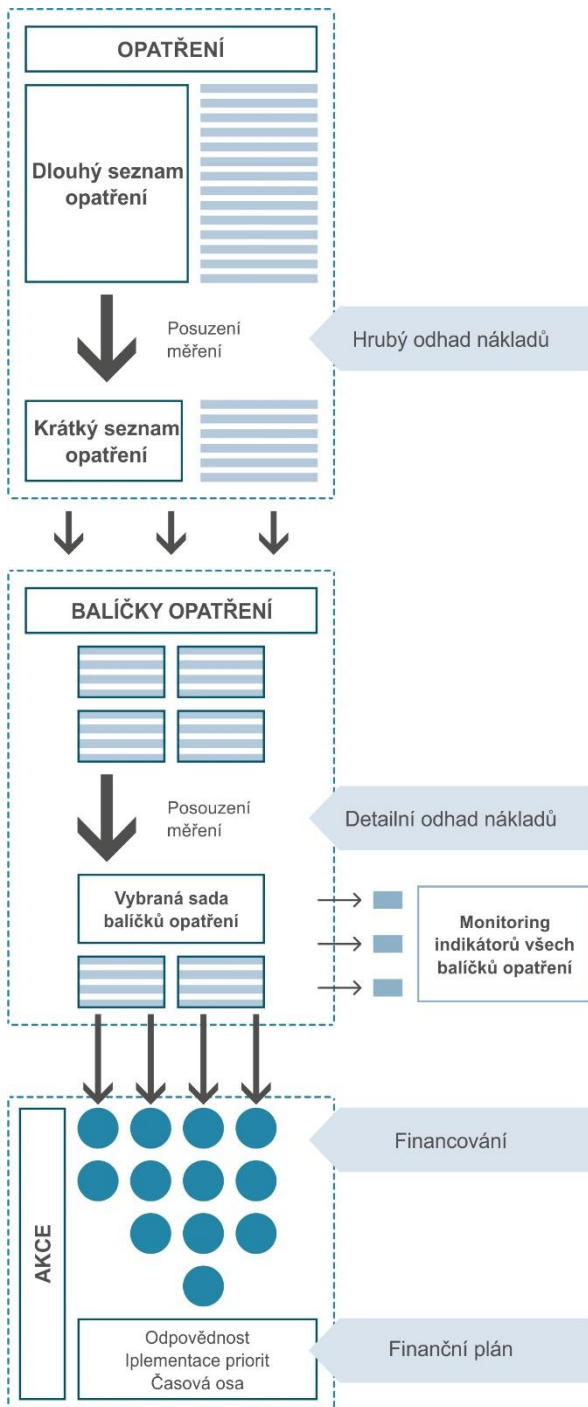 OPATŘENÍ
Dlouhý seznam
opatření
Posuzení
měření
Hrubý odhad nákladů
Krátký seznam
opatření
BALÍČKY OPATŘENÍ
Posouzení
měření
Detailní odhad nákladů
Vybraná sada
balíčků opatření
Monitoring
indikátorů všech
balíčků opatření
AKCE
Financování
Odpovědnost
Iplementace priorit
Časová osa
Finanční plán